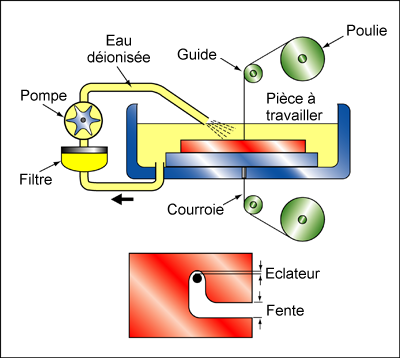 Eau
déionisée
Poulie
Guide
Pompe
Pièce à
travailler
Filtre
Courroie
Eclateur
Fente